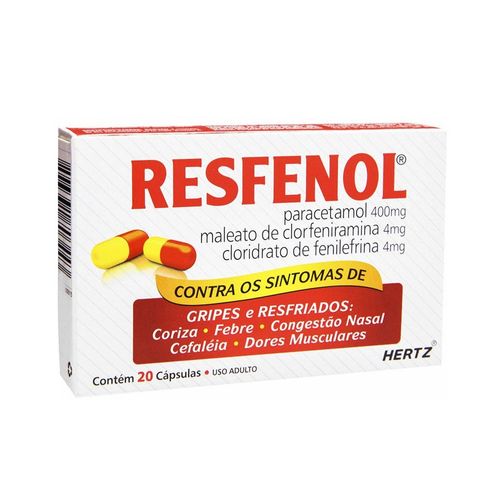 RESFENOL®
paracetamol 400mg
maleato de clorfeniramina 4mg
cloridrato de fenilefrina 4mg
CONTRA OS SINTOMAS DE
GRIPES e RESFRIADOS:
Coriza • Febre • Congestão Nasal
Cefaléia • Dores Musculares
Contém 20 Cápsulas • USO ADULTO
HERTZ®